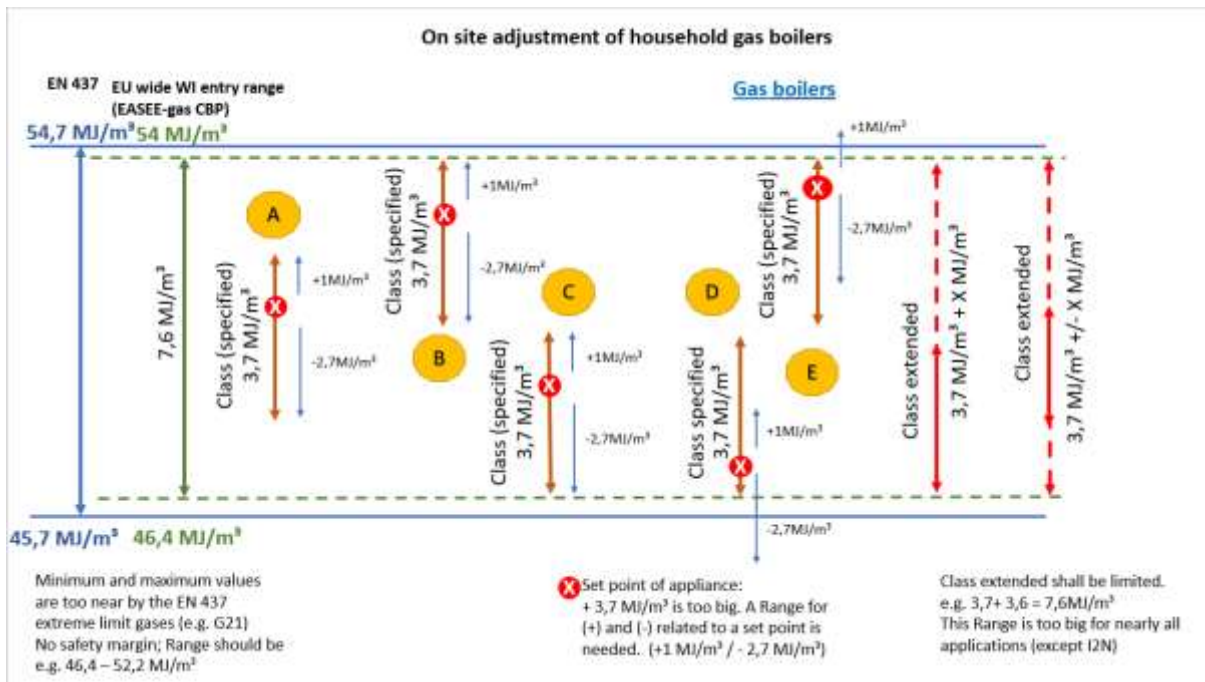 On site adjustment of household gas boilers
EN 437
EU wide WI entry range
(EASEE-gas CBP)
Gas boilers
54,7 MJ/m³
54 MJ/m³
+1MJ/m³
-2,7MJ/m³
7,6 MJ/m³
A
Class (specified)
3,7 MJ/m³
X
+1MJ/m³
-2,7MJ/m³
Class (specified)
3,7 MJ/m³
X
+1MJ/m³
-2,7MJ/m³
B
C
Class (specified)
3,7 MJ/m³
X
+1MJ/m³
-2,7MJ/m³
D
Class specified)
3,7 MJ/m³
X
+1MJ/m³
-2,7MJ/m³
Class (specified)
3,7 MJ/m³
X
E
Class extended
3,7 MJ/m³ + X MJ/m³
Class extended
3,7 MJ/m³ +/- X MJ/m³
45,7 MJ/m³
46,4 MJ/m³
Minimum and maximum values
are too near by the EN 437
extreme limit gases (e.g. G21)
No safety margin; Range should be
e.g. 46,4 – 52,2 MJ/m³
X
Set point of appliance:
+ 3,7 MJ/m³ is too big. A Range for
(+) and (-) related to a set point is
needed. (+1 MJ/m³ / - 2,7 MJ/m³)
Class extended shall be limited.
e.g. 3,7+ 3,6 = 7,6MJ/m³
This Range is too big for nearly all
applications (except I2N)